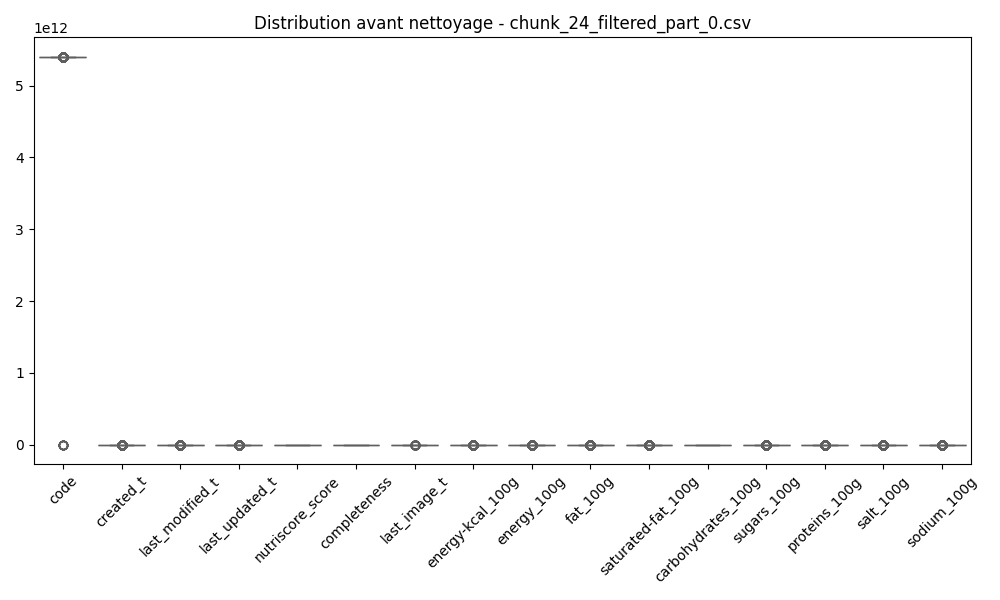 Distribution avant nettoyage - chunk_24_filtered_part_0.csv
1e12
5
4
3
2
1
0
code
created_t
last_modified_t
last_updated_t
nutriscore_score
completeness
last_image_t
energy-kcal_100g
energy_100g
fat_100g
saturated-fat_100g
carbohydrates_100g
sugars_100g
proteins_100g
salt_100g
sodium_100g